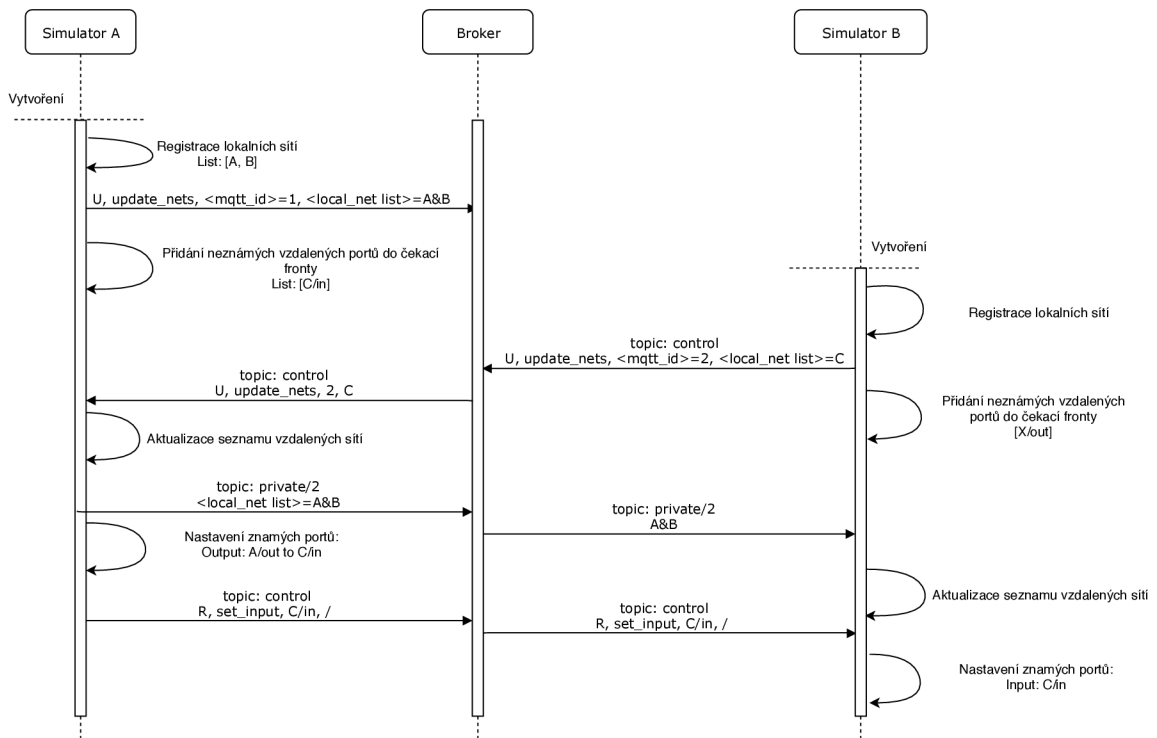 Simulator A
Broker
Simulator B
Vytvoření
Registrace lokalních sítí
List: [A, B]
U, update_nets, <mqtt_id>=1, <local_net list>=A&B
Přidání neznámých vzdalených portů do čekací
fronty
List: [C/in]
Vytvoření
Registrace lokalních sítí
topic: control
U, update_nets, <mqtt_id>=2, <local_net list>=C
topic: control
U, update_nets, 2, C
Přidání neznámých vzdalených
portů do čekací fronty
[X/out]
Aktualizace seznamu vzdalených sítí
topic: private/2
<local_net list>=A&B
topic: private/2
A&B
Nastavení znamých portů:
Output: A/out to C/in
topic: control
R, set_input, C/in, /
Aktualizace seznamu vzdalených sítí
topic: control
R, set_input, C/in, /
Nastavení znamých portů:
Input: C/in